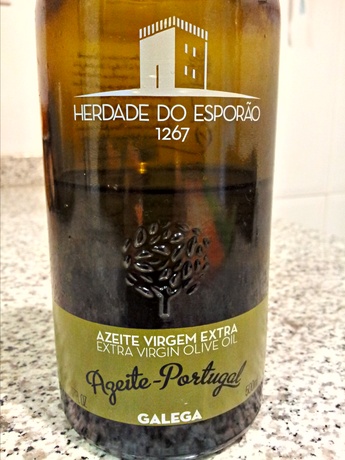 HERDADE DO ESPORÃO
1267
AZEITE VIRGEM EXTRA
EXTRA VIRGIN OLIVE OIL
Azeite-Portugal
GALEGA